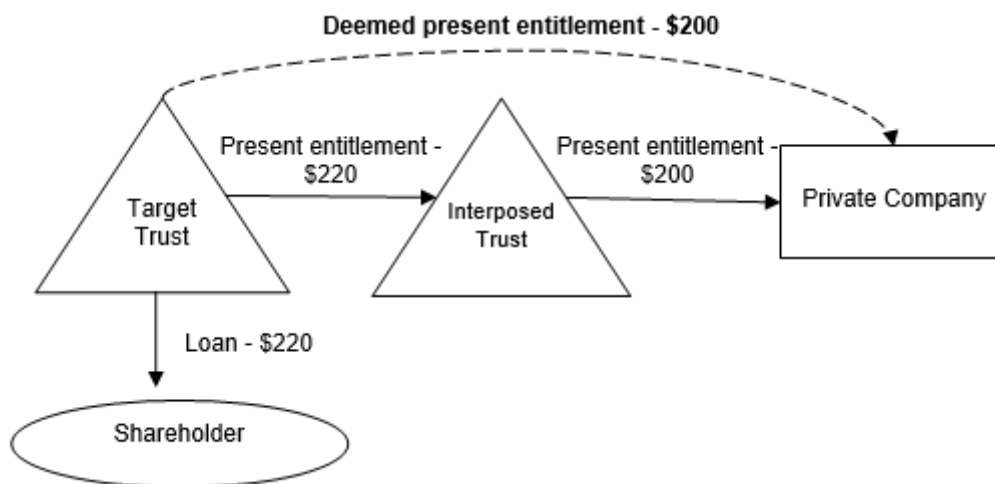 Deemed present entitlement - $200
Present entitlement -
$220
Present entitlement -
$200
Target
Trust
Interposed
Trust
Private Company
Loan - $220
Shareholder